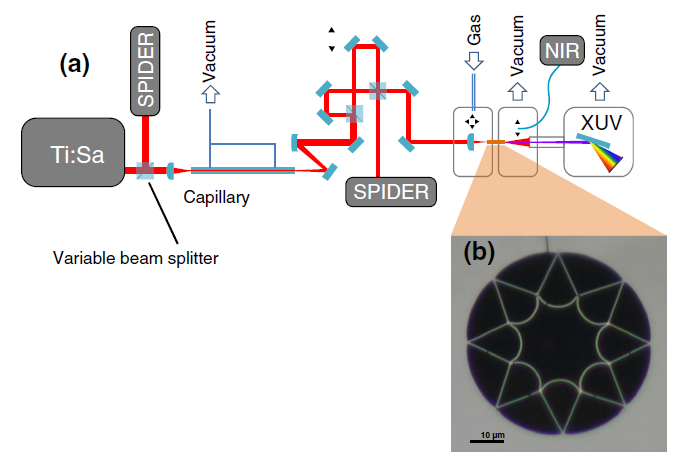 (a)
SPIDER
Vacuum
Gas
Vacuum
NIR
Vacuum
Ti:Sa
XUV
Capillary
SPIDER
Variable beam splitter
(b)
10 µm